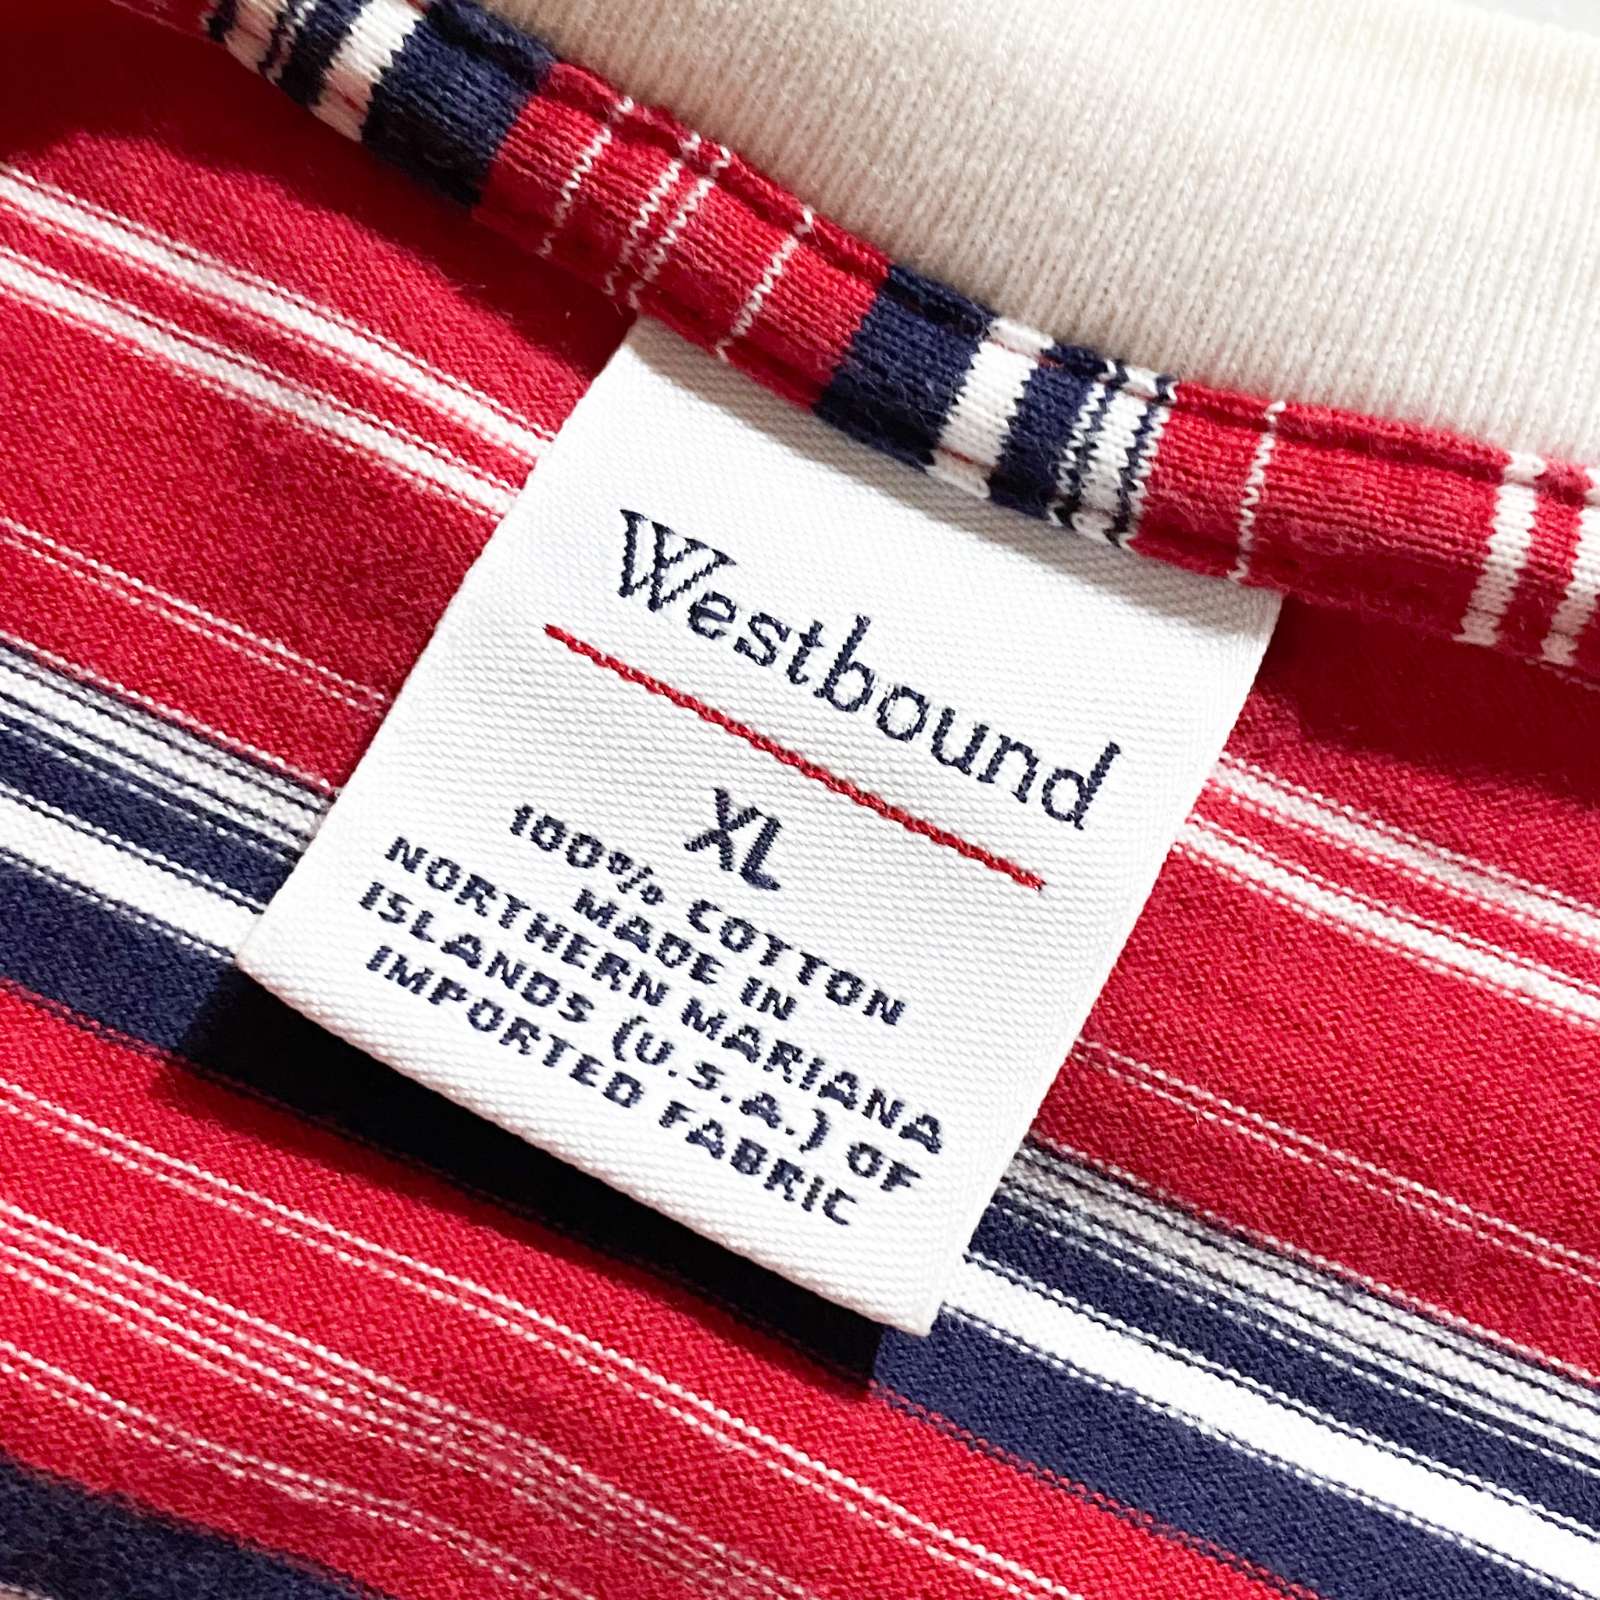 Westbound
XL
100% COTTON
MADE IN
NORTHERN MARIANA
ISLANDS (U.S.A.) OF
IMPORTED FABRIC